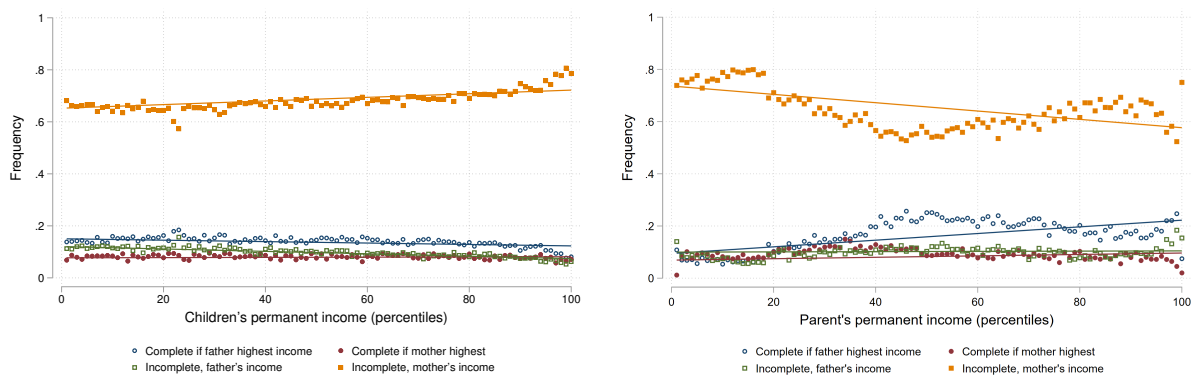 1
.8
.6
.4
.2
0
Frequency
0 20 40 60 80 100
Children's permanent income (percentiles)
Complete if father highest income
Complete if mother highest
Incomplete, father's income
Incomplete, mother's income
1
.8
.6
.4
.2
0
Frequency
0 20 40 60 80 100
Parent's permanent income (percentiles)
Complete if father highest income
Complete if mother highest
Incomplete, father's income
Incomplete, mother's income